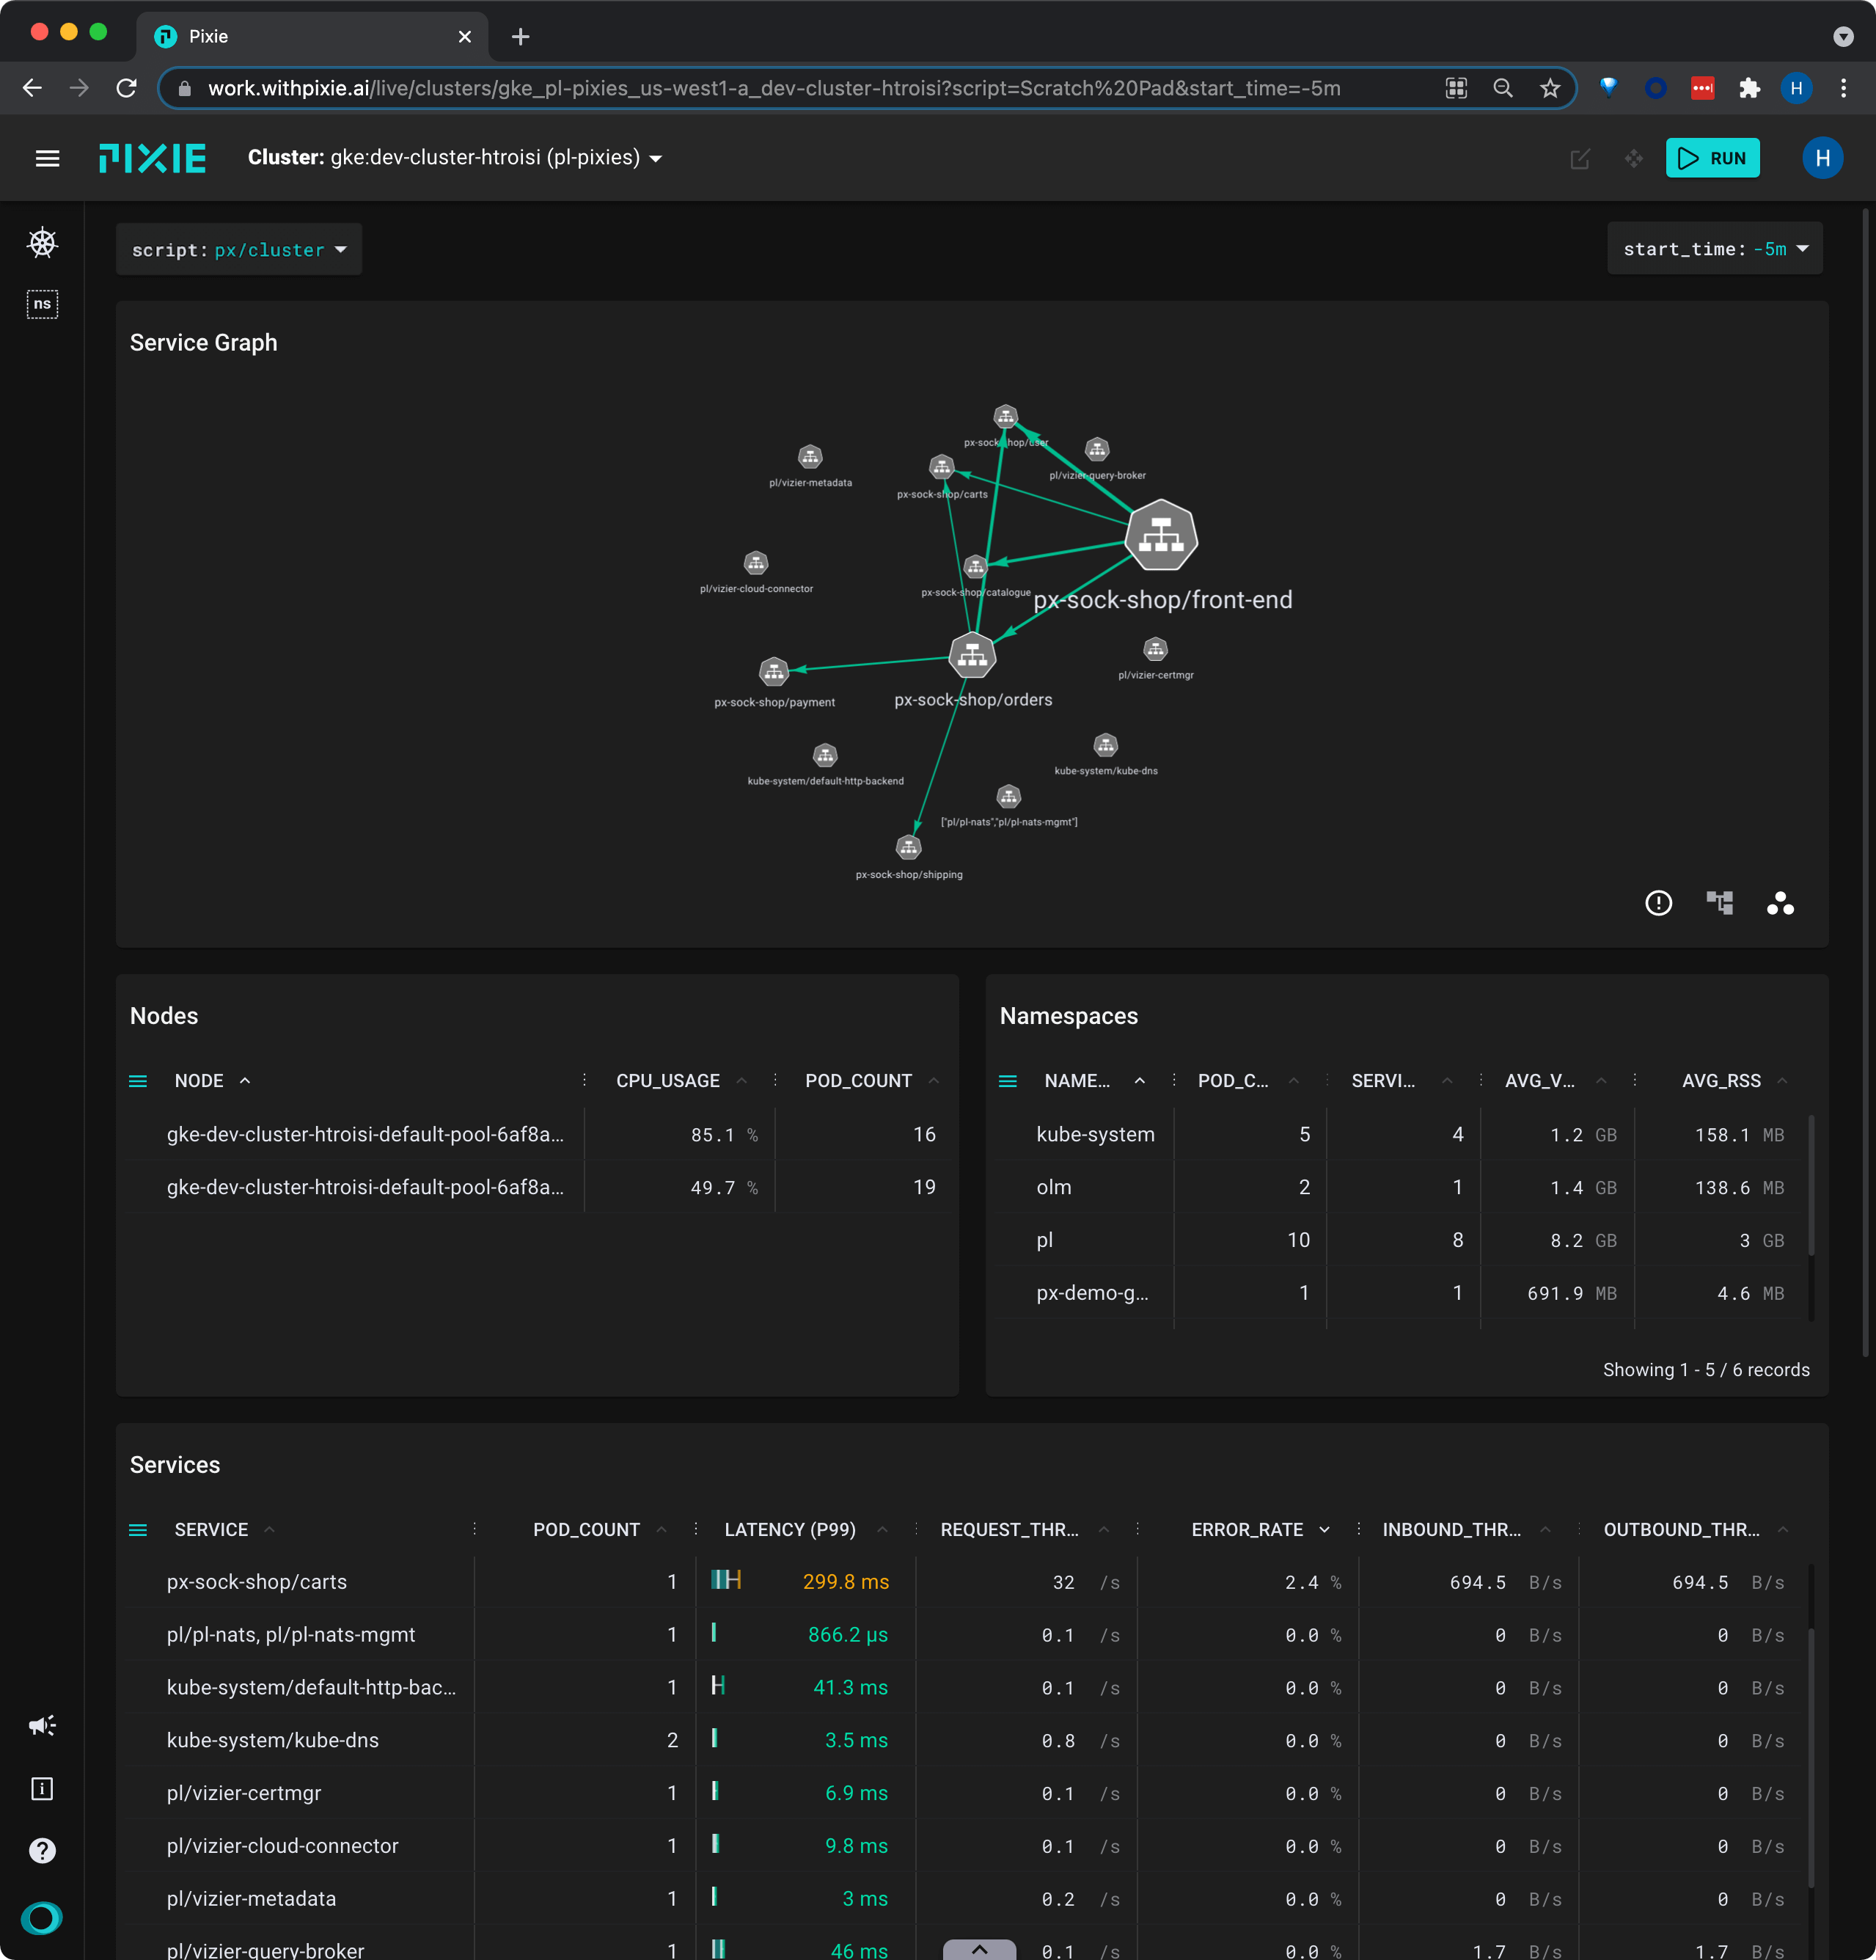 Pixie
work.withpixie.ai/live/clusters/gke_pl-pixies_us-west1-a_dev-cluster-htroisi?script=Scratch%20Pad&start_time=-5m
H
PIXIE
Cluster: gke:dev-cluster-htroisi (pl-pixies)
RUN
H
script: px/cluster
start_time: -5m
ns
Service Graph
px-sock-shop/user
pl/vizier-query-broker
pl/vizier-metadata
px-sock-shop/carts
pl/vizier-cloud-connector
px-sock-shop/catalogue
px-sock-shop/front-end
pl/vizier-certmgr
px-sock-shop/payment
px-sock-shop/orders
kube-system/kube-dns
kube-system/default-http-backend
["pl/pl-nats","pl/pl-nats-mgmt"]
px-sock-shop/shipping
Nodes
NODE CPU_USAGE POD_COUNT
gke-dev-cluster-htroisi-default-pool-6af8a... 85.1 % 16
gke-dev-cluster-htroisi-default-pool-6af8a... 49.7 % 19
Namespaces
NAME... POD_C... SERVI... AVG_V... AVG_RSS
kube-system 5 4 1.2 GB 158.1 MB
olm 2 1 1.4 GB 138.6 MB
pl 10 8 8.2 GB 3 GB
px-demo-g... 1 1 691.9 MB 4.6 MB
Showing 1 - 5 / 6 records
Services
SERVICE POD_COUNT LATENCY (P99) REQUEST_THR... ERROR_RATE INBOUND_THR... OUTBOUND_THR...
px-sock-shop/carts 1 299.8 ms 32 /s 2.4 % 694.5 B/s 694.5 B/s
pl/pl-nats, pl/pl-nats-mgmt 1 866.2 µs 0.1 /s 0.0 % 0 B/s 0 B/s
kube-system/default-http-bac... 1 41.3 ms 0.1 /s 0.0 % 0 B/s 0 B/s
kube-system/kube-dns 2 3.5 ms 0.8 /s 0.0 % 0 B/s 0 B/s
pl/vizier-certmgr 1 6.9 ms 0.1 /s 0.0 % 0 B/s 0 B/s
pl/vizier-cloud-connector 1 9.8 ms 0.1 /s 0.0 % 0 B/s 0 B/s
pl/vizier-metadata 1 3 ms 0.2 /s 0.0 % 0 B/s 0 B/s
pl/vizier-query-broker 1 46 ms 0.1 /s 0.0 % 1.7 B/s 1.7 B/s